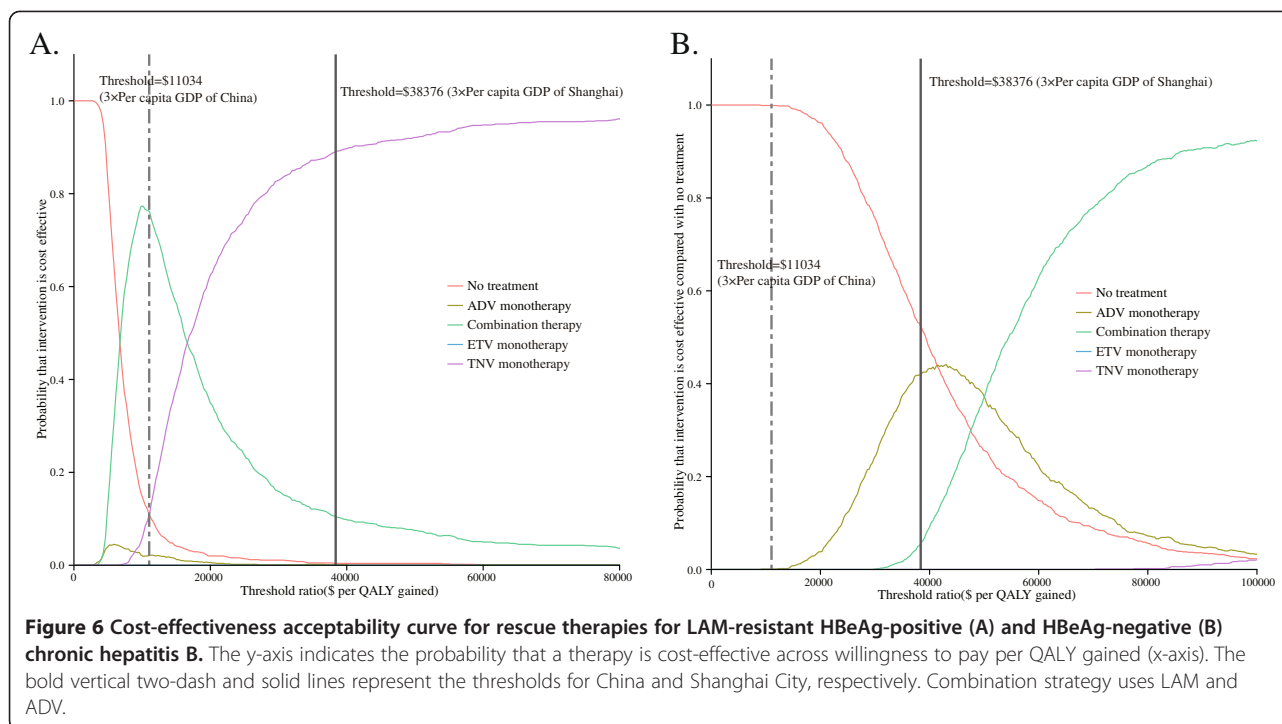 A.
Threshold=$11034
(3×Per capita GDP of China)
Threshold=$38376 (3×Per capita GDP of Shanghai)
Probability that intervention is cost effective
1.0
0.8
0.6
0.4
0.2
0.0
No treatment
ADV monotherapy
Combination therapy
ETV monotherapy
TNV monotherapy
0
20000
40000
60000
80000
Threshold ratio($ per QALY gained)
B.
Threshold=$38376 (3×Per capita GDP of Shanghai)
Threshold=$11034
(3×Per capita GDP of China)
Probability that intervention is cost effective compared with no treatment
1.0
0.8
0.6
0.4
0.2
0.0
No treatment
ADV monotherapy
Combination therapy
ETV monotherapy
TNV monotherapy
0
20000
40000
60000
80000
100000
Threshold ratio($ per QALY gained)
Figure 6 Cost-effectiveness acceptability curve for rescue therapies for LAM-resistant HBeAg-positive (A) and HBeAg-negative (B)
chronic hepatitis B. The y-axis indicates the probability that a therapy is cost-effective across willingness to pay per QALY gained (x-axis). The
bold vertical two-dash and solid lines represent the thresholds for China and Shanghai City, respectively. Combination strategy uses LAM and
ADV.